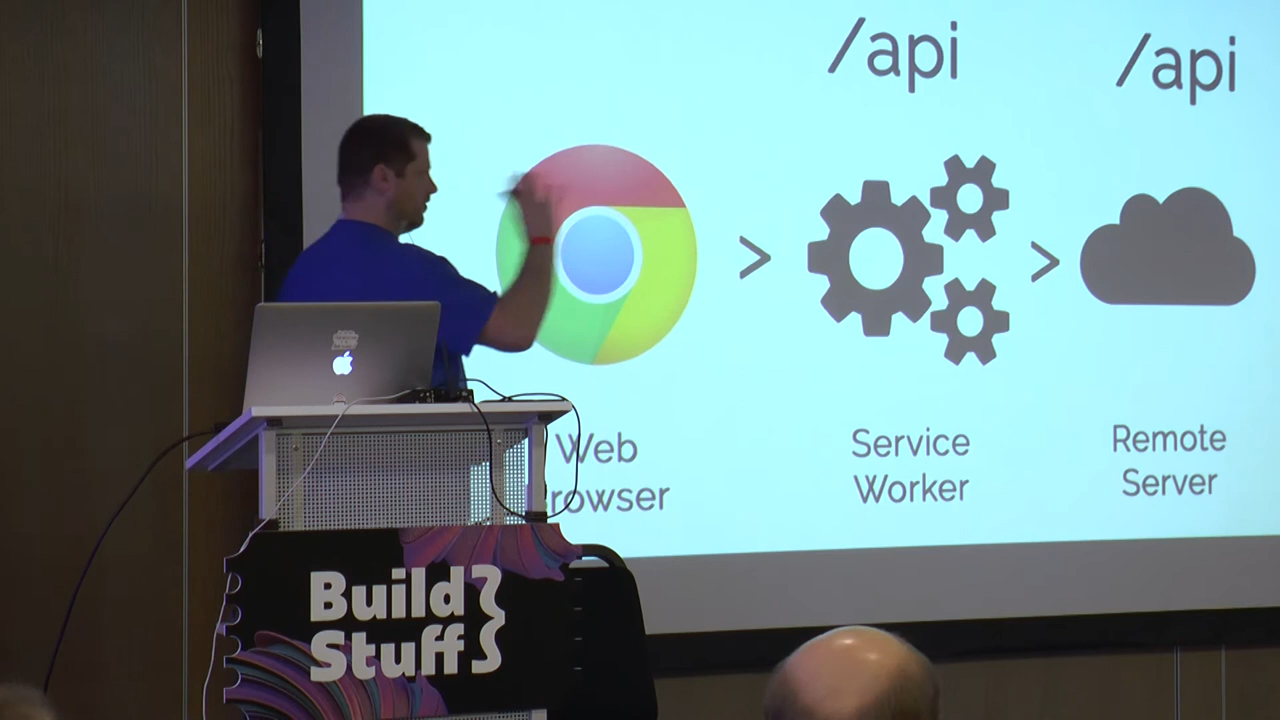 /api
/api
>
>
Web
rowser
Service
Worker
Remote
Server
Build
Stuff